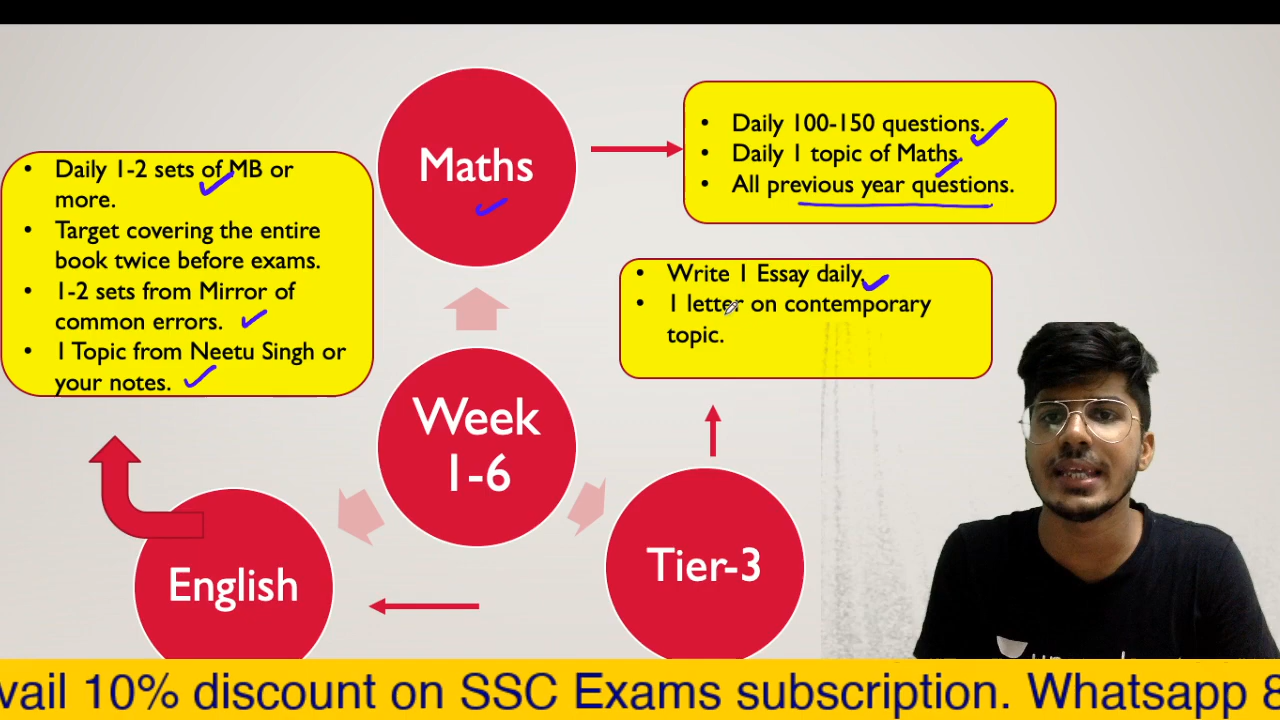 Maths
• Daily 100-150 questions.
• Daily 1 topic of Maths.
• All previous year questions.
• Daily 1-2 sets of MB or
more.
• Target covering the entire
book twice before exams.
• 1-2 sets from Mirror of
common errors.
• 1 Topic from Neetu Singh or
your notes.
• Write 1 Essay daily.
• 1 letter on contemporary
topic.
Week
1-6
English
Tier-3
vail 10% discount on SSC Exams subscription. Whatsapp 8